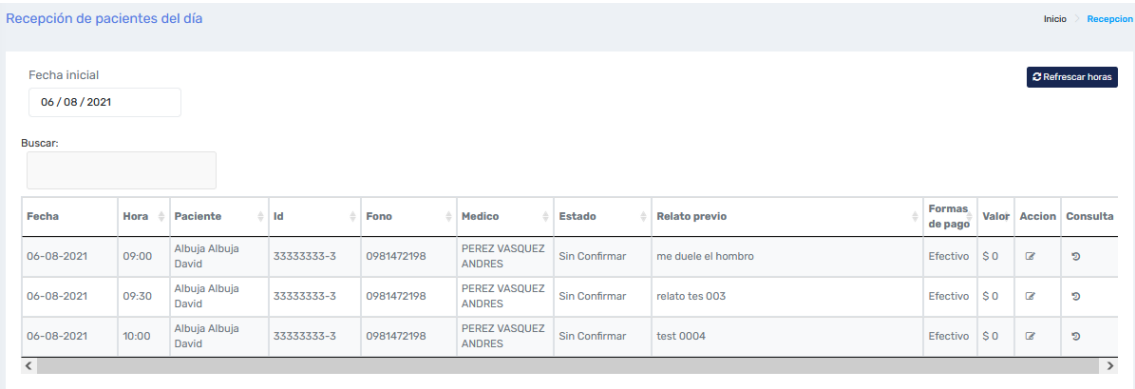 Recepción de pacientes del día
Inicio > Recepcion
Fecha inicial
Refrescar horas
06 / 08 / 2021
Buscar:
Fecha Hora Paciente Id Fono Medico Estado Relato previo Formas de pago Valor Accion Consulta
06-08-2021 09:00 Albuja Albuja David 33333333-3 0981472198 PEREZ VASQUEZ ANDRES Sin Confirmar me duele el hombro Efectivo $ 0
06-08-2021 09:30 Albuja Albuja David 33333333-3 0981472198 PEREZ VASQUEZ ANDRES Sin Confirmar relato tes 003 Efectivo $ 0
06-08-2021 10:00 Albuja Albuja David 33333333-3 0981472198 PEREZ VASQUEZ ANDRES Sin Confirmar test 0004 Efectivo $ 0